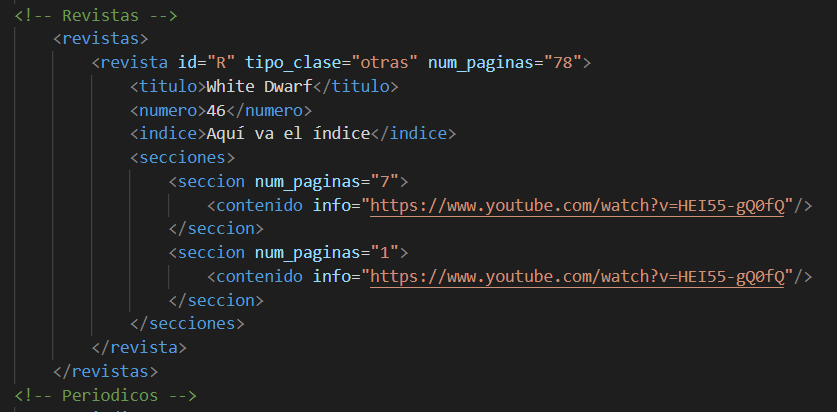 <!-- Revistas -->
<revistas>
<revista id="R" tipo_clase="otras" num_paginas="78">
<titulo>White Dwarf</titulo>
<numero>46</numero>
<indice>Aquí va el índice</indice>
<secciones>
<seccion num_paginas="7">
<contenido info="https://www.youtube.com/watch?v=HEI55-gQ0fQ"/>
</seccion>
<seccion num_paginas="1">
<contenido info="https://www.youtube.com/watch?v=HEI55-gQ0fQ"/>
</seccion>
</secciones>
</revista>
</revistas>
<!-- Periodicos -->